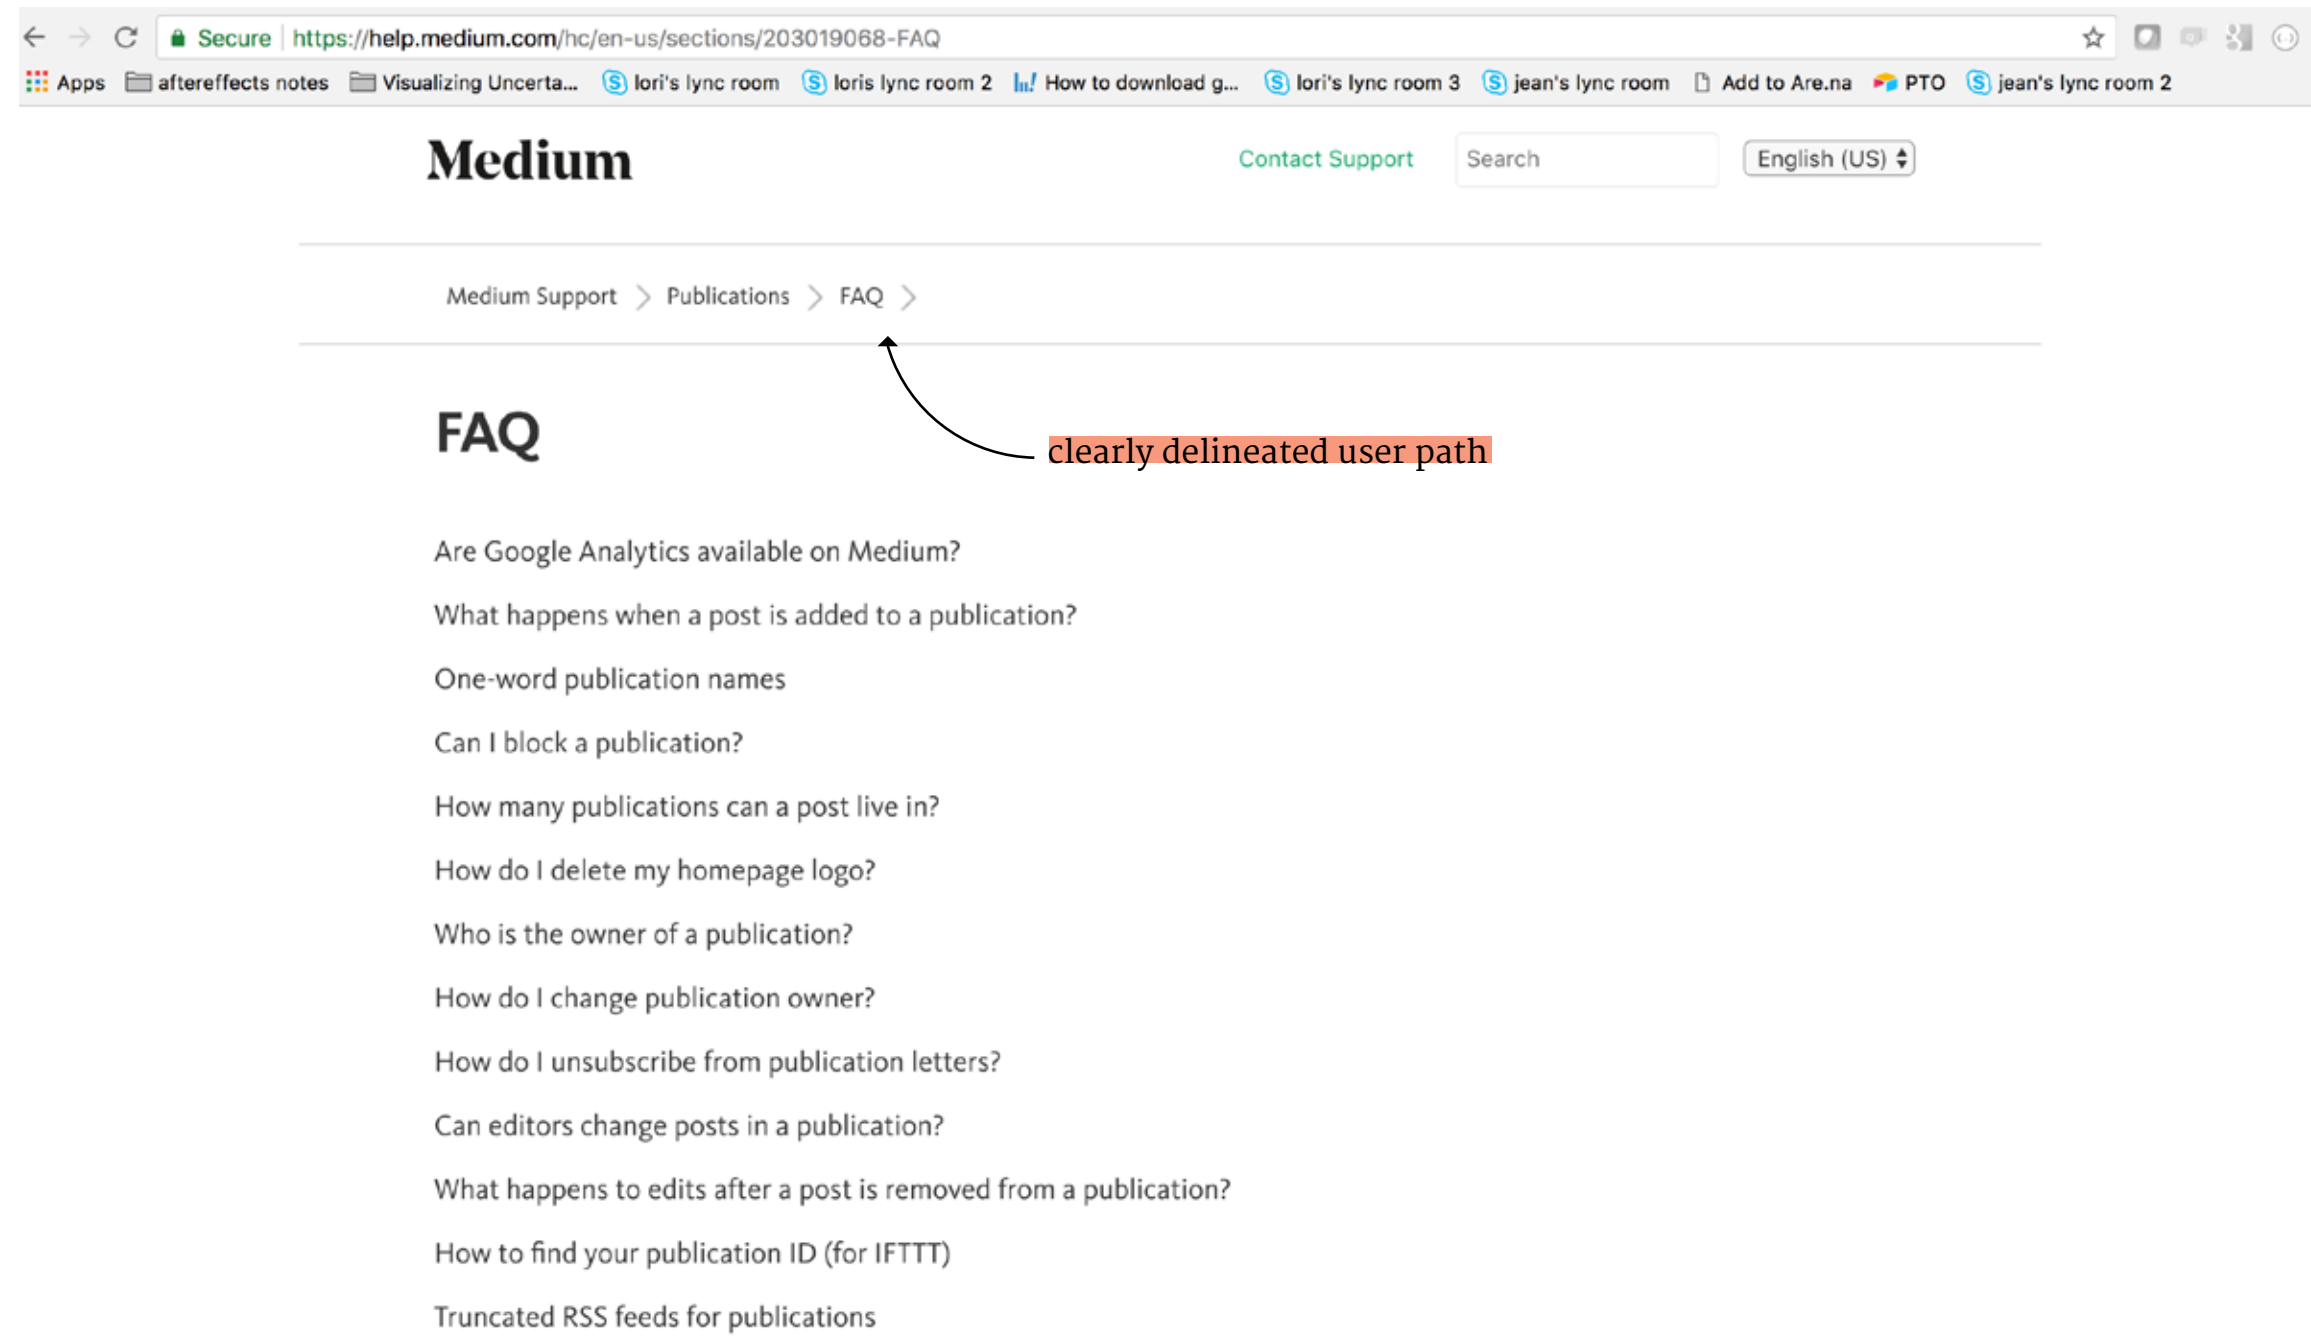 Secure https://help.medium.com/hc/en-us/sections/203019068-FAQ
Apps aftereffects notes Visualizing Uncerta... lori's lync room loris lync room 2 How to download g... lori's lync room 3 jean's lync room Add to Are.na PTO jean's lync room 2
Medium Contact Support Search English (US)
Medium Support Publications FAQ
FAQ
clearly delineated user path
Are Google Analytics available on Medium?
What happens when a post is added to a publication?
One-word publication names
Can I block a publication?
How many publications can a post live in?
How do I delete my homepage logo?
Who is the owner of a publication?
How do I change publication owner?
How do I unsubscribe from publication letters?
Can editors change posts in a publication?
What happens to edits after a post is removed from a publication?
How to find your publication ID (for IFTTT)
Truncated RSS feeds for publications